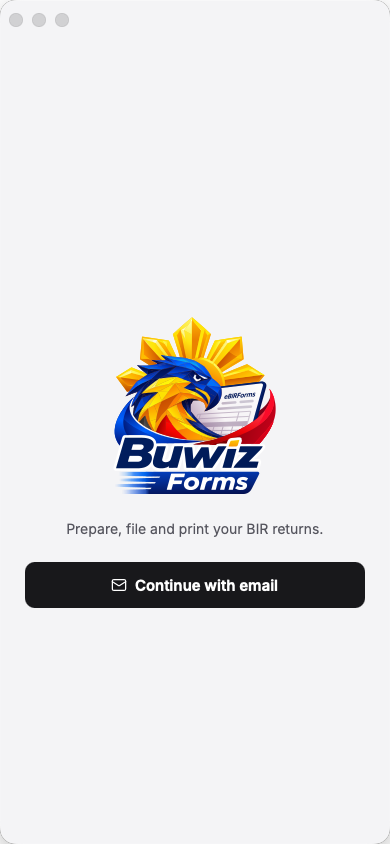 eBIRForms
Buwiz
Forms
Prepare, file and print your BIR returns.
Continue with email